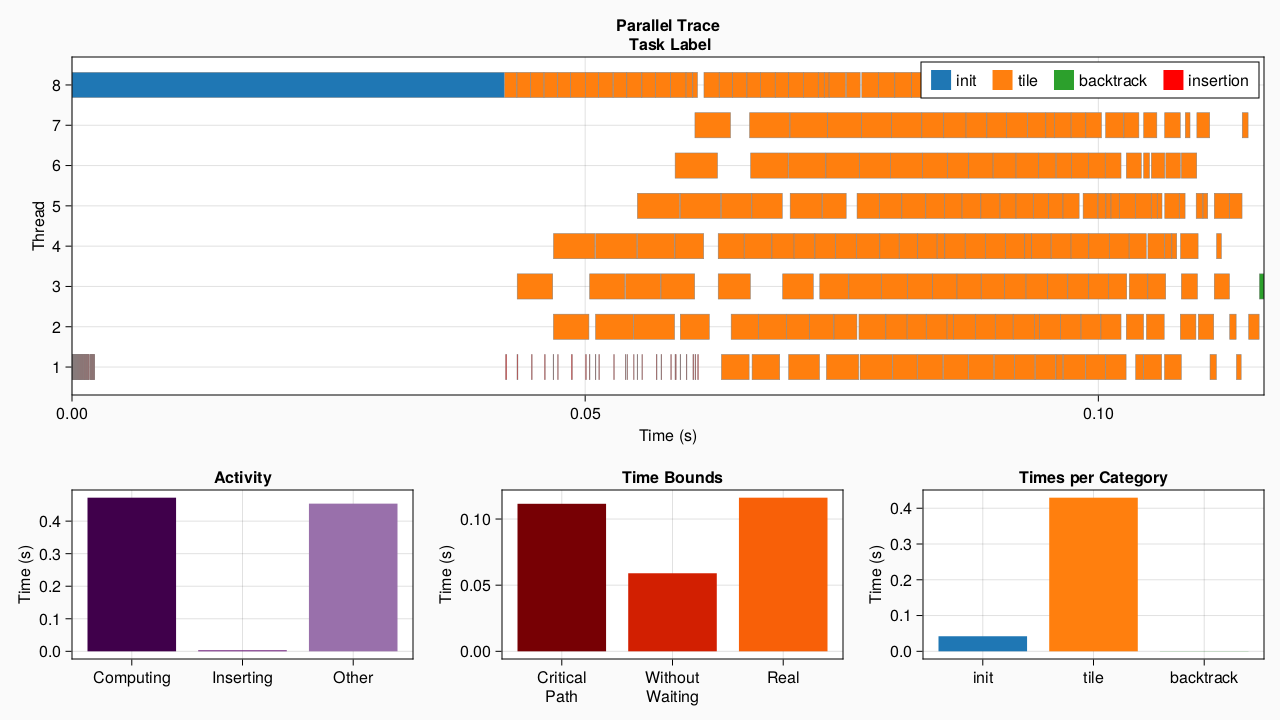 Parallel Trace
Task Label
init tile backtrack insertion
Thread
8
7
6
5
4
3
2
1
0.00 0.05 0.10
Time (s)
Activity
Time (s)
0.4
0.3
0.2
0.1
0.0
Computing Inserting Other
Time Bounds
Time (s)
0.10
0.05
0.00
Critical Path Without Waiting Real
Times per Category
Time (s)
0.4
0.3
0.2
0.1
0.0
init tile backtrack